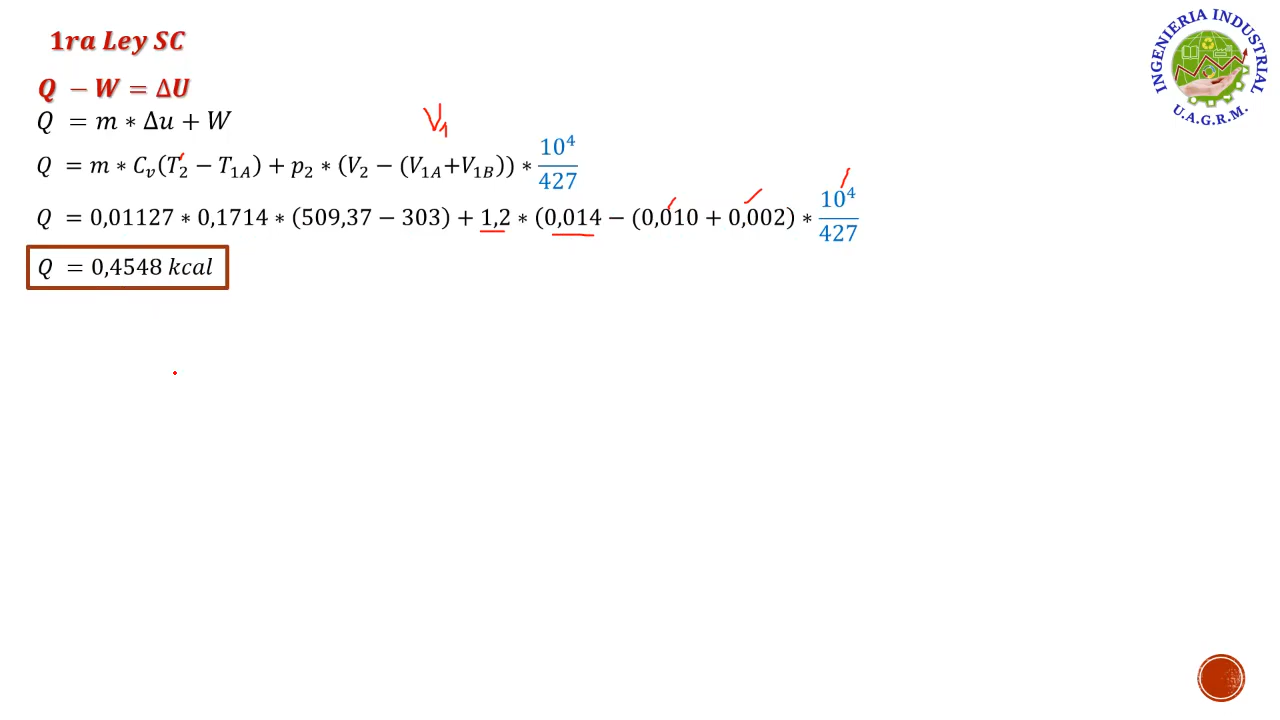 1ra Ley SC
Q − W = ΔU
Q = m ∗ Δu + W
V1
Q = m ∗ Cᵥ(T₂ − T₁A) + p₂ ∗ (V₂ − (V₁A+V₁B)) ∗ 10⁴/427
Q = 0,01127 ∗ 0,1714 ∗ (509,37 − 303) + 1,2 ∗ (0,014 − (0,010 + 0,002) ∗ 10⁴/427
Q = 0,4548 kcal
INGENIERIA INDUSTRIAL
U.A.G.R.M.